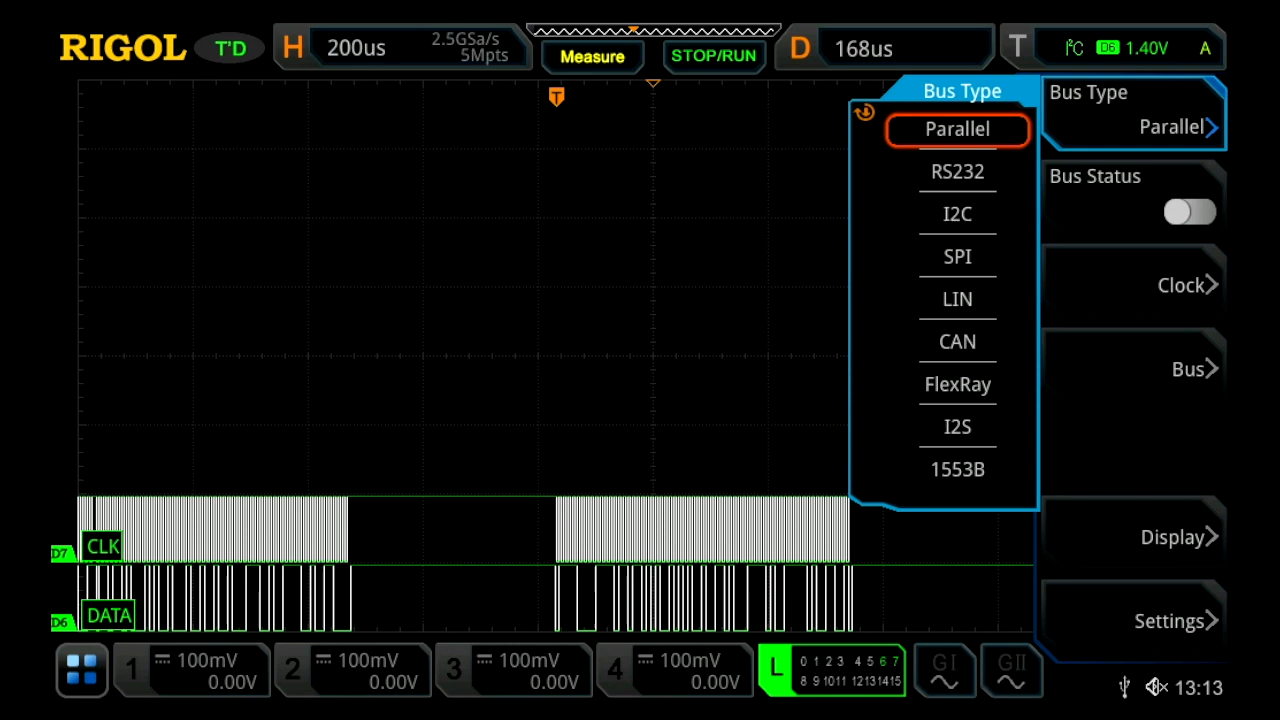 RIGOL T'D H 200us 2.5GSa/s 5Mpts Measure STOP/RUN D 168us T I²C D6 1.40V A
T
Bus Type
Parallel
RS232
I2C
SPI
LIN
CAN
FlexRay
I2S
1553B
Bus Type
Parallel
Bus Status
Clock
Bus
Display
Settings
D7 CLK
D6 DATA
1 100mV 0.00V 2 100mV 0.00V 3 100mV 0.00V 4 100mV 0.00V L
0 1 2 3 4 5 6 7
8 9 10 11 12 13 14 15
GI GII
13:13